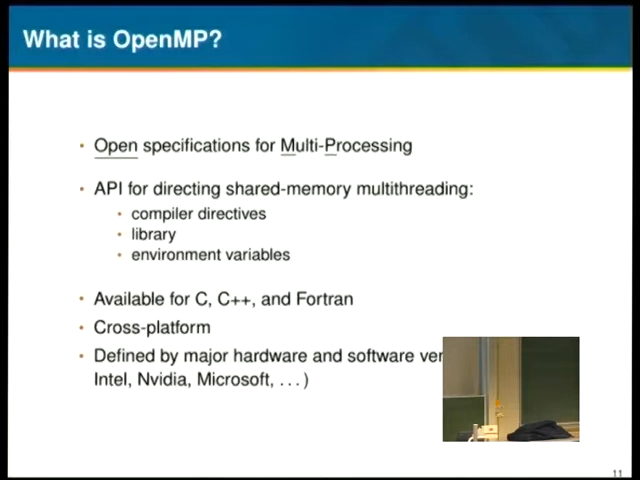 What is OpenMP?
• Open specifications for Multi-Processing
• API for directing shared-memory multithreading:
• compiler directives
• library
• environment variables
• Available for C, C++, and Fortran
• Cross-platform
• Defined by major hardware and software
Intel, Nvidia, Microsoft, ...)
11